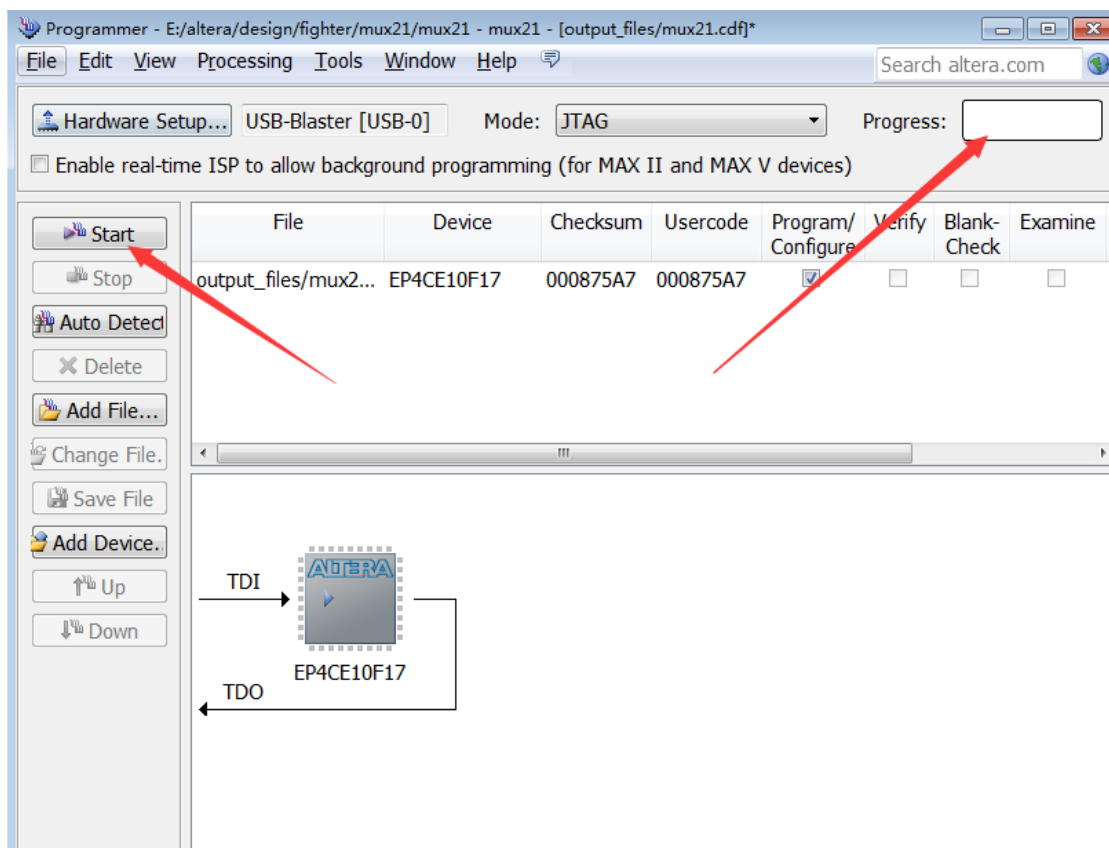 Programmer - E:/altera/design/fighter/mux21/mux21 - mux21 - [output_files/mux21.cdf]*
File Edit View Processing Tools Window Help
Search altera.com
Hardware Setup... USB-Blaster [USB-0] Mode: JTAG Progress:
Enable real-time ISP to allow background programming (for MAX II and MAX V devices)
Start
Stop
Auto Detect
Delete
Add File...
Change File.
Save File
Add Device.
Up
Down
File Device Checksum Usercode Program/ Verify Blank- Examine
Configure Check
output_files/mux2... EP4CE10F17 000875A7 000875A7
ALTERA
TDI
EP4CE10F17
TDO